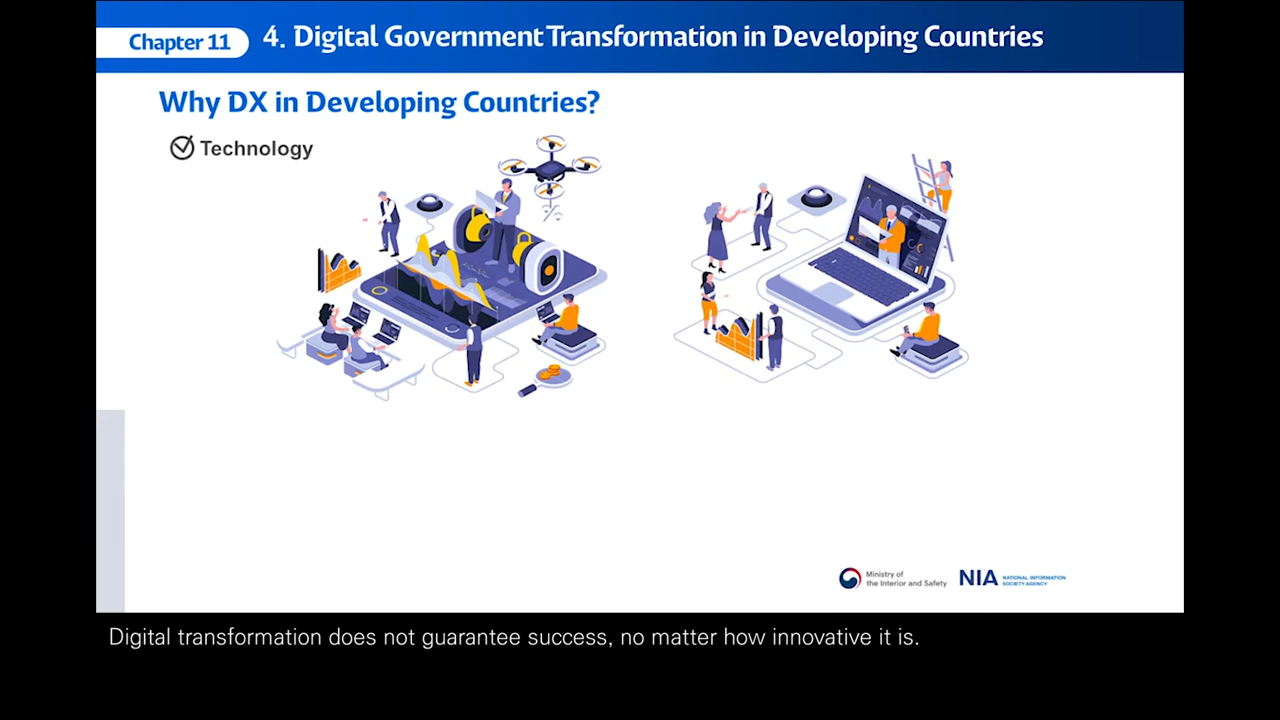 Chapter 11
4. Digital Government Transformation in Developing Countries
Why DX in Developing Countries?
Technology
Ministry of
the Interior and Safety
NIA
NATIONAL INFORMATION
SOCIETY AGENCY
Digital transformation does not guarantee success, no matter how innovative it is.